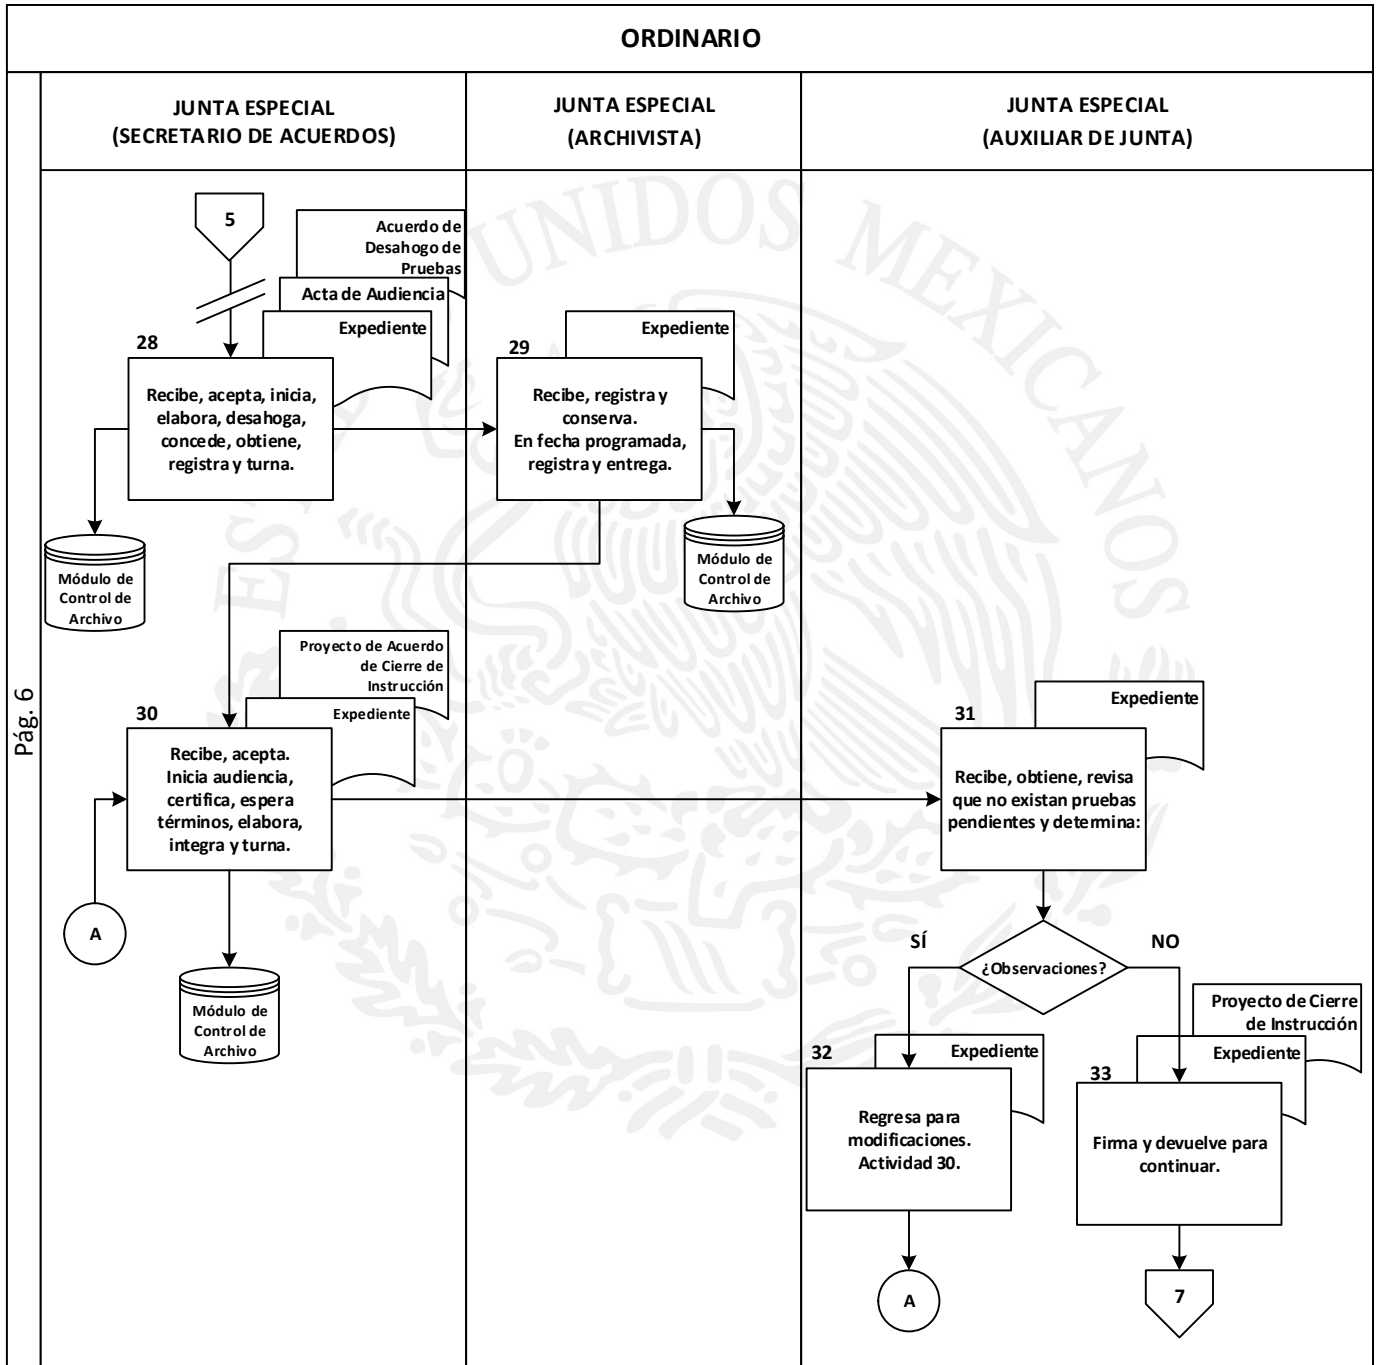 ORDINARIO
JUNTA ESPECIAL
(SECRETARIO DE ACUERDOS)
JUNTA ESPECIAL
(ARCHIVISTA)
JUNTA ESPECIAL
(AUXILIAR DE JUNTA)
Pág. 6
ESTADOS UNIDOS MEXICANOS
5
Acuerdo de
Desahogo de
Pruebas
Acta de Audiencia
Expediente
28
Recibe, acepta, inicia,
elabora, desahoga,
concede, obtiene,
registra y turna.
Módulo de
Control de
Archivo
Expediente
29
Recibe, registra y
conserva.
En fecha programada,
registra y entrega.
Módulo de
Control de
Archivo
Proyecto de Acuerdo
de Cierre de
Instrucción
Expediente
30
Recibe, acepta.
Inicia audiencia,
certifica, espera
términos, elabora,
integra y turna.
A
Módulo de
Control de
Archivo
Expediente
31
Recibe, obtiene, revisa
que no existan pruebas
pendientes y determina:
¿Observaciones?
SÍ
NO
Expediente
32
Regresa para
modificaciones.
Actividad 30.
A
Proyecto de Cierre
de Instrucción
Expediente
33
Firma y devuelve para
continuar.
7